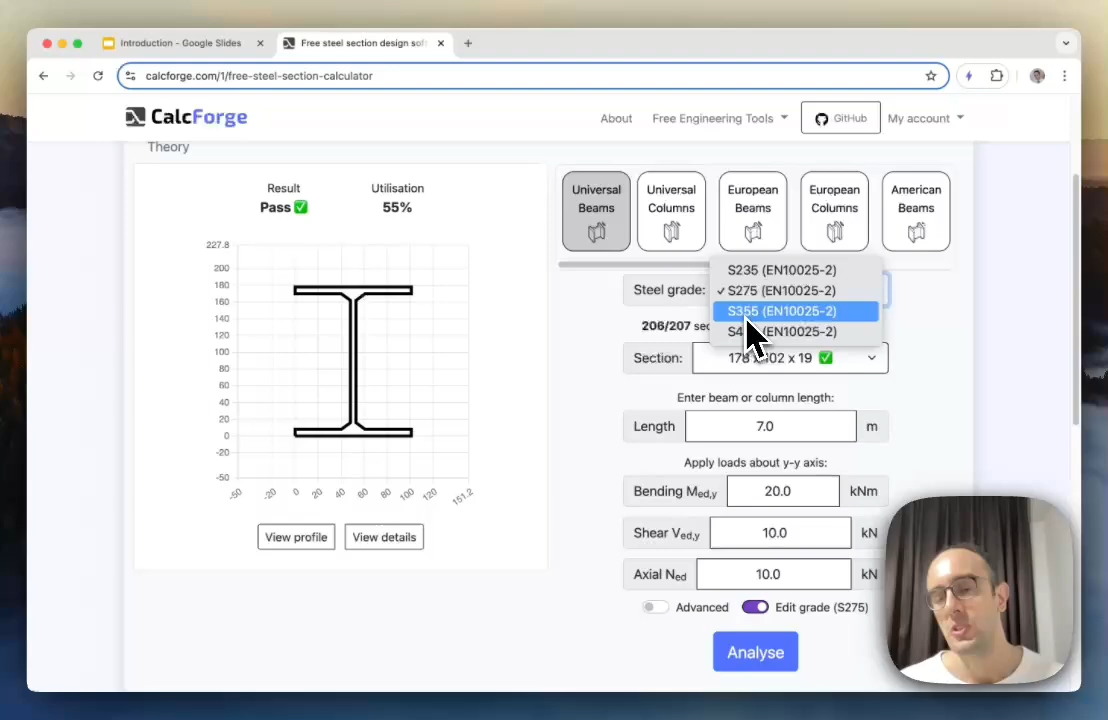 Introduction - Google Slides
Free steel section design soft
calcforge.com/1/free-steel-section-calculator
CalcForge
About
Free Engineering Tools
GitHub
My account
Theory
Result
Utilisation
Pass ✅
55%
227.8
200
180
160
140
120
100
80
60
40
20
0
-20
-50
-50
-20
0
20
40
60
80
100
120
151.2
View profile
View details
Universal Beams
Universal Columns
European Beams
European Columns
American Beams
Steel grade:
S235 (EN10025-2)
✓ S275 (EN10025-2)
S355 (EN10025-2)
(EN10025-2)
206/207
Section:
178 x 102 x 19 ✅
Enter beam or column length:
Length
7.0
m
Apply loads about y-y axis:
Bending Med,y
20.0
kNm
Shear Ved,y
10.0
kN
Axial Ned
10.0
kN
Advanced
Edit grade (S275)
Analyse